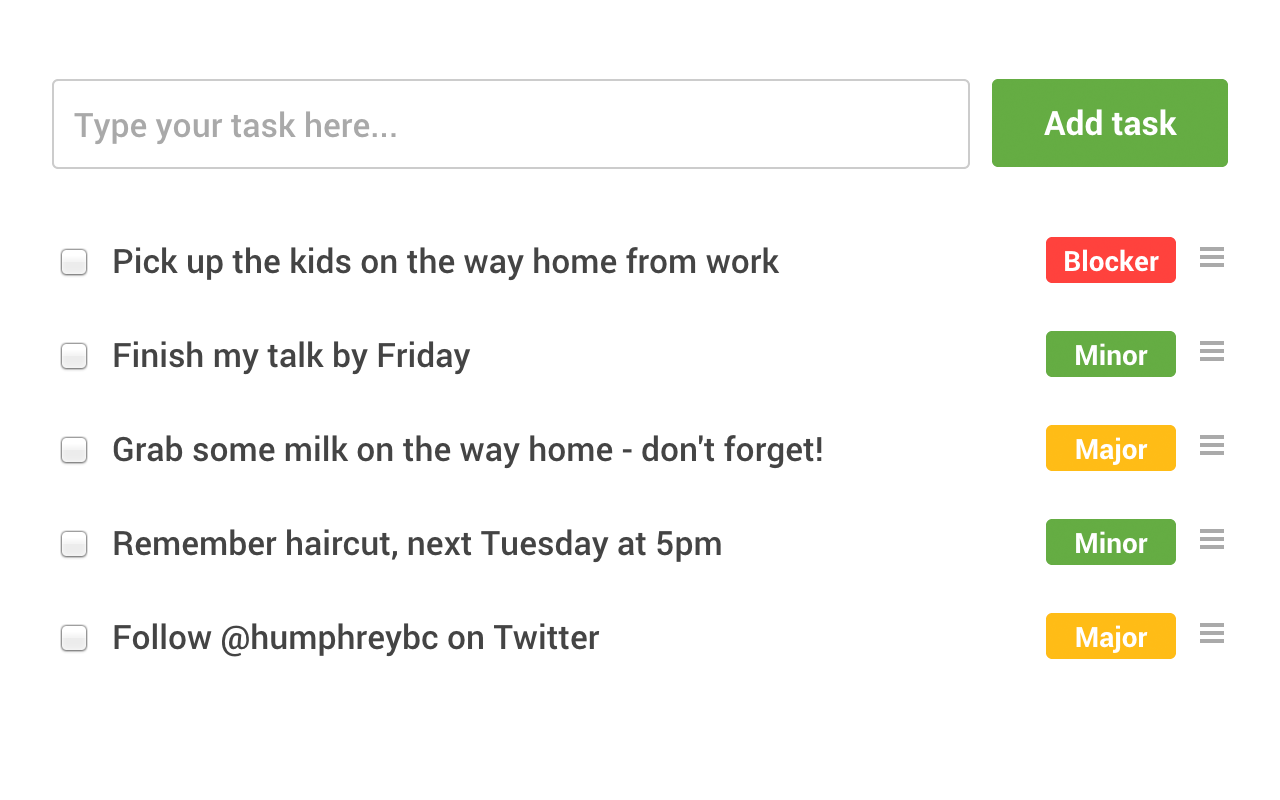 Type your task here...
Add task
Pick up the kids on the way home from work
Blocker
Finish my talk by Friday
Minor
Grab some milk on the way home - don't forget!
Major
Remember haircut, next Tuesday at 5pm
Minor
Follow @humphreybc on Twitter
Major